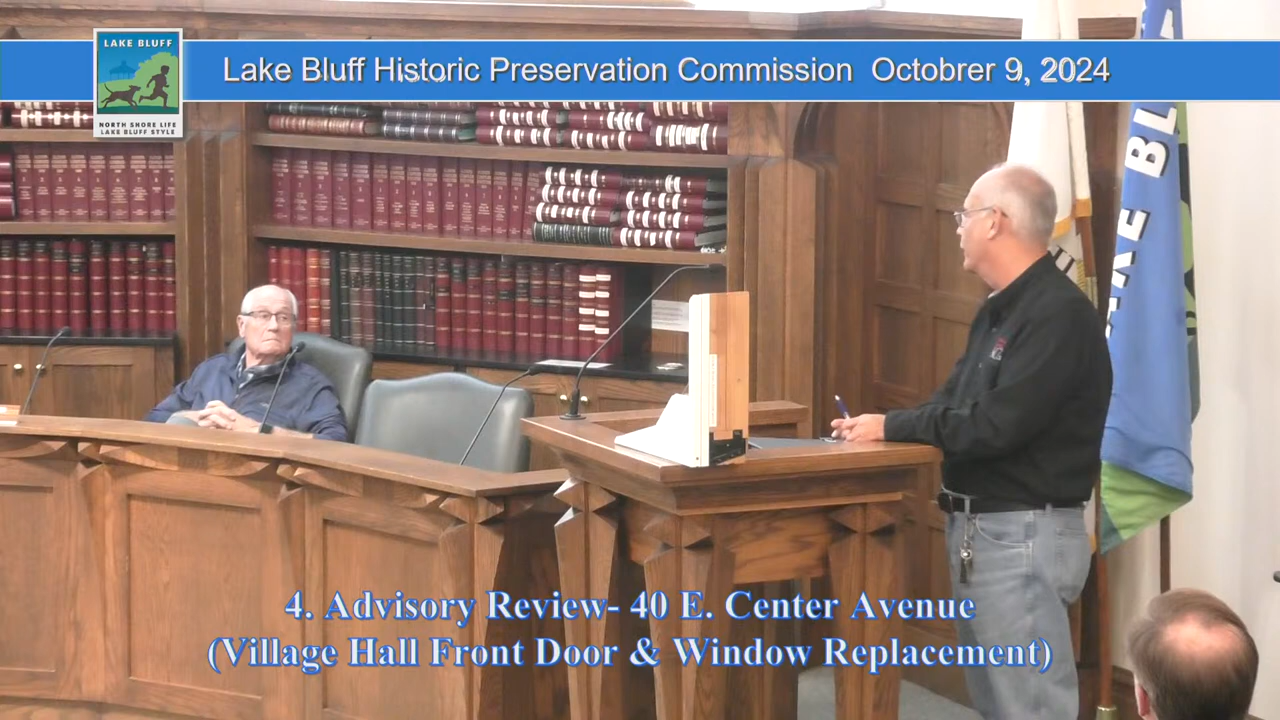 LAKE BLUFF
NORTH SHORE LIFE
LAKE BLUFF STYLE
Lake Bluff Historic Preservation Commission Octobrer 9, 2024
4. Advisory Review- 40 E. Center Avenue
(Village Hall Front Door & Window Replacement)